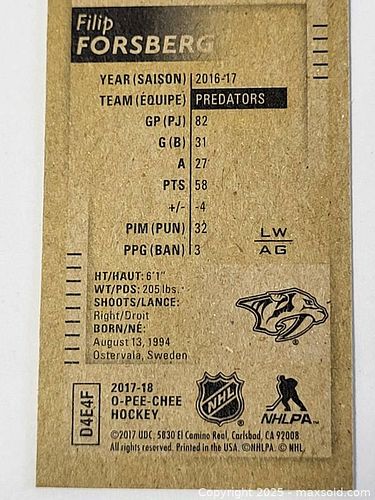 Filip
FORSBERG
YEAR (SAISON) 2016-17
TEAM (ÉQUIPE) PREDATORS
GP (PJ) 82
G (B) 31
A 27
PTS 58
+/- -4
PIM (PUN) 32
PPG (BAN) 3
LW
AG
HT/HAUT: 6'1"
WT/PDS: 205 lbs.
SHOOTS/LANCE:
Right/Droit
BORN/NÉ:
August 13, 1994
Ostervala, Sweden
D4E4F
2017-18
O-PEE-CHEE
HOCKEY
NHL
NHLPA
©2017 UDC. 5830 El Camino Real, Carlsbad, CA 92008
All rights reserved. Printed in the USA. ©NHLPA. © NHL.
Copyright 2025 - maxsold.com